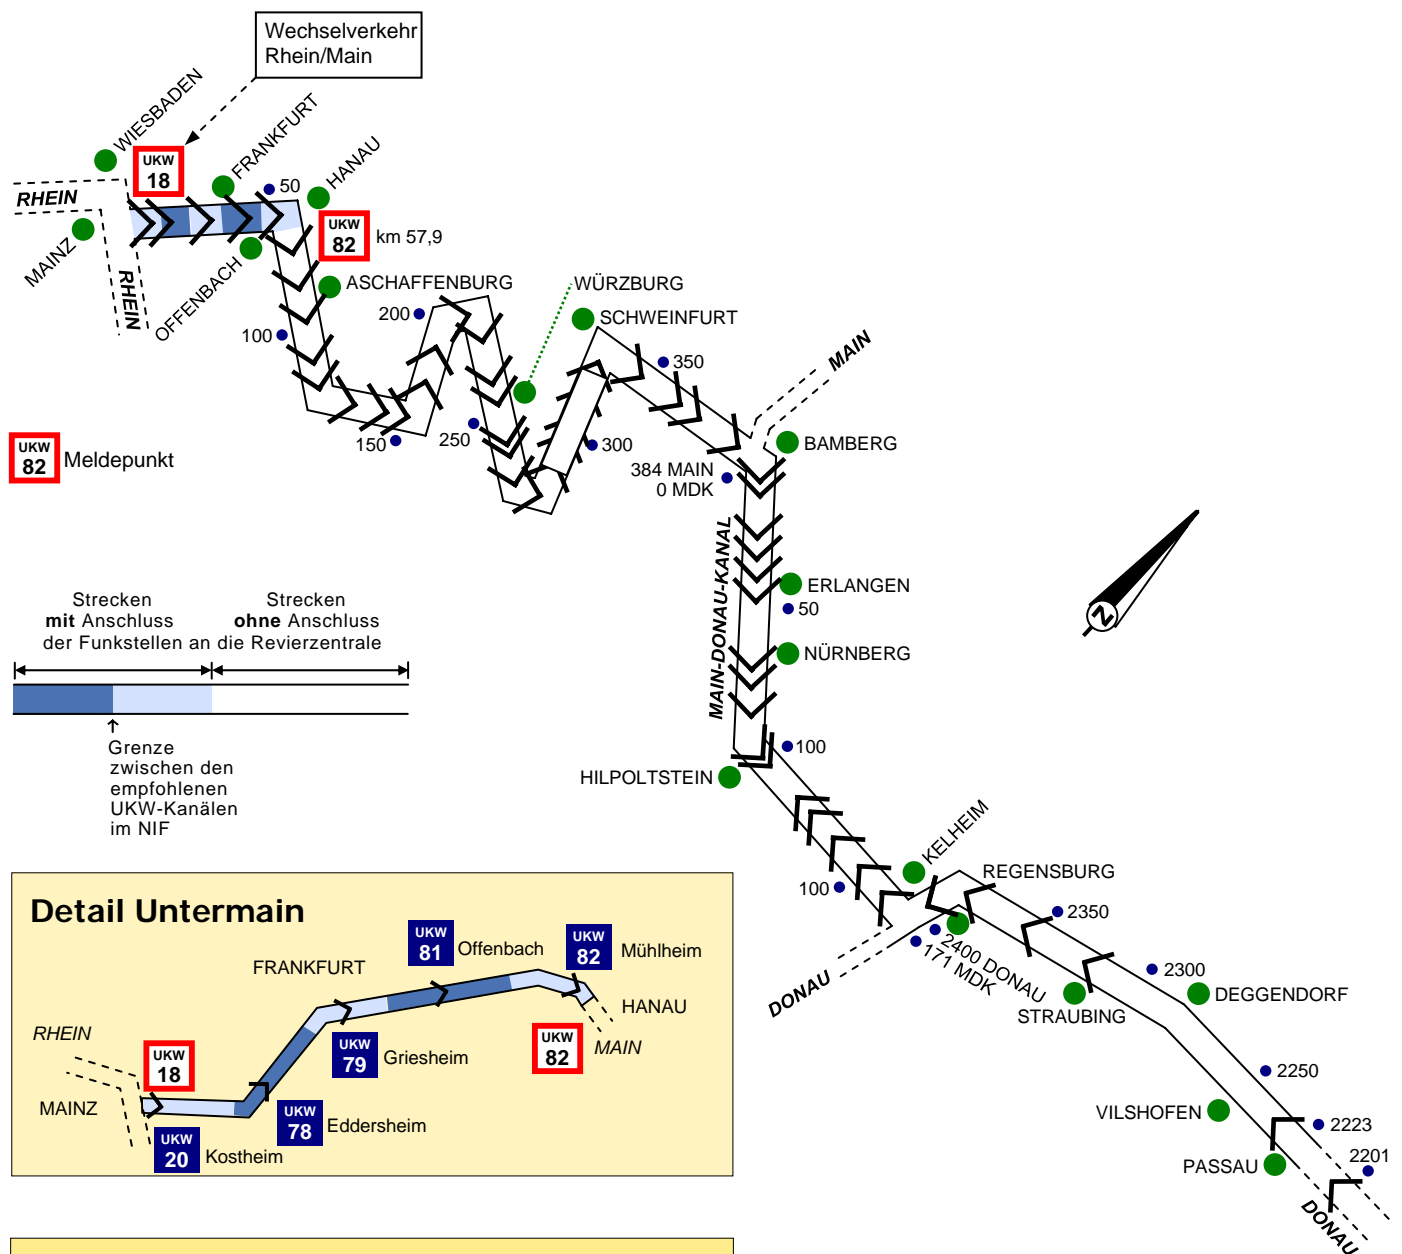 Wechselverkehr
Rhein/Main
WIESBADEN
UKW
18
FRANKFURT
HANAU
50
RHEIN
MAINZ
RHEIN
OFFENBACH
UKW
82
km 57,9
ASCHAFFENBURG
100
200
WÜRZBURG
SCHWEINFURT
350
MAIN
150
250
300
BAMBERG
384 MAIN
0 MDK
UKW
82
Meldepunkt
MAIN-DONAU-KANAL
ERLANGEN
50
NÜRNBERG
N
Strecken
mit Anschluss
der Funkstellen an
Strecken
ohne Anschluss
die Revierzentrale
Grenze
zwischen den
empfohlenen
UKW-Kanälen
im NIF
100
HILPOLTSTEIN
KELHEIM
100
REGENSBURG
2350
2400 DONAU
171 MDK
DONAU
2300
DEGGENDORF
STRAUBING
2250
VILSHOFEN
2223
PASSAU
2201
DONAU
Detail Untermain
UKW
81
Offenbach
UKW
82
Mühlheim
FRANKFURT
HANAU
RHEIN
UKW
18
UKW
79
Griesheim
UKW
82
MAIN
MAINZ
UKW
78
Eddersheim
UKW
20
Kostheim